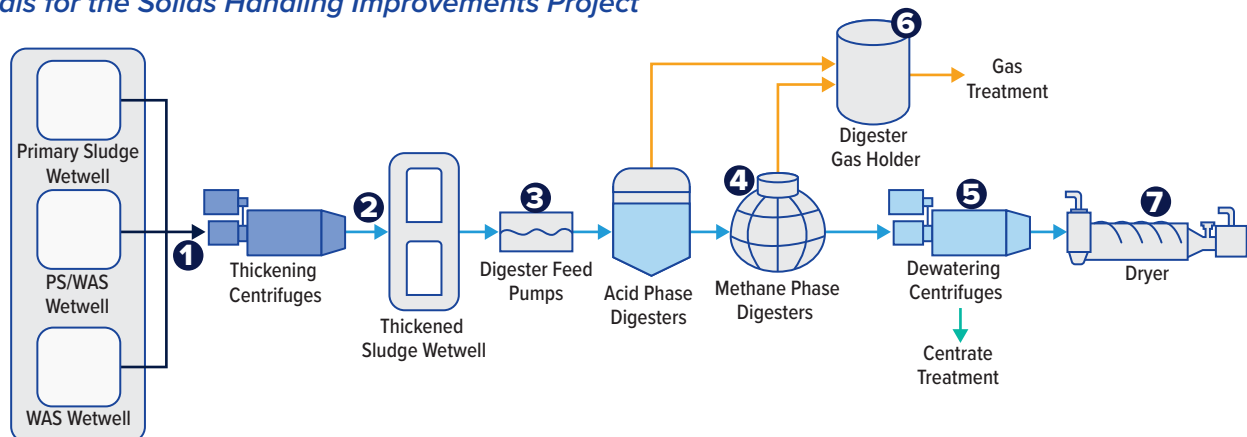 for the Solids Handling Improvements Project
6
Gas
Treatment
Digester
Gas Holder
Primary Sludge
Wetwell
PS/WAS
Wetwell
WAS Wetwell
1
Thickening
Centrifuges
2
Thickened
Sludge Wetwell
3
Digester Feed
Pumps
Acid Phase
Digesters
4
Methane Phase
Digesters
5
Dewatering
Centrifuges
Centrate
Treatment
7
Dryer